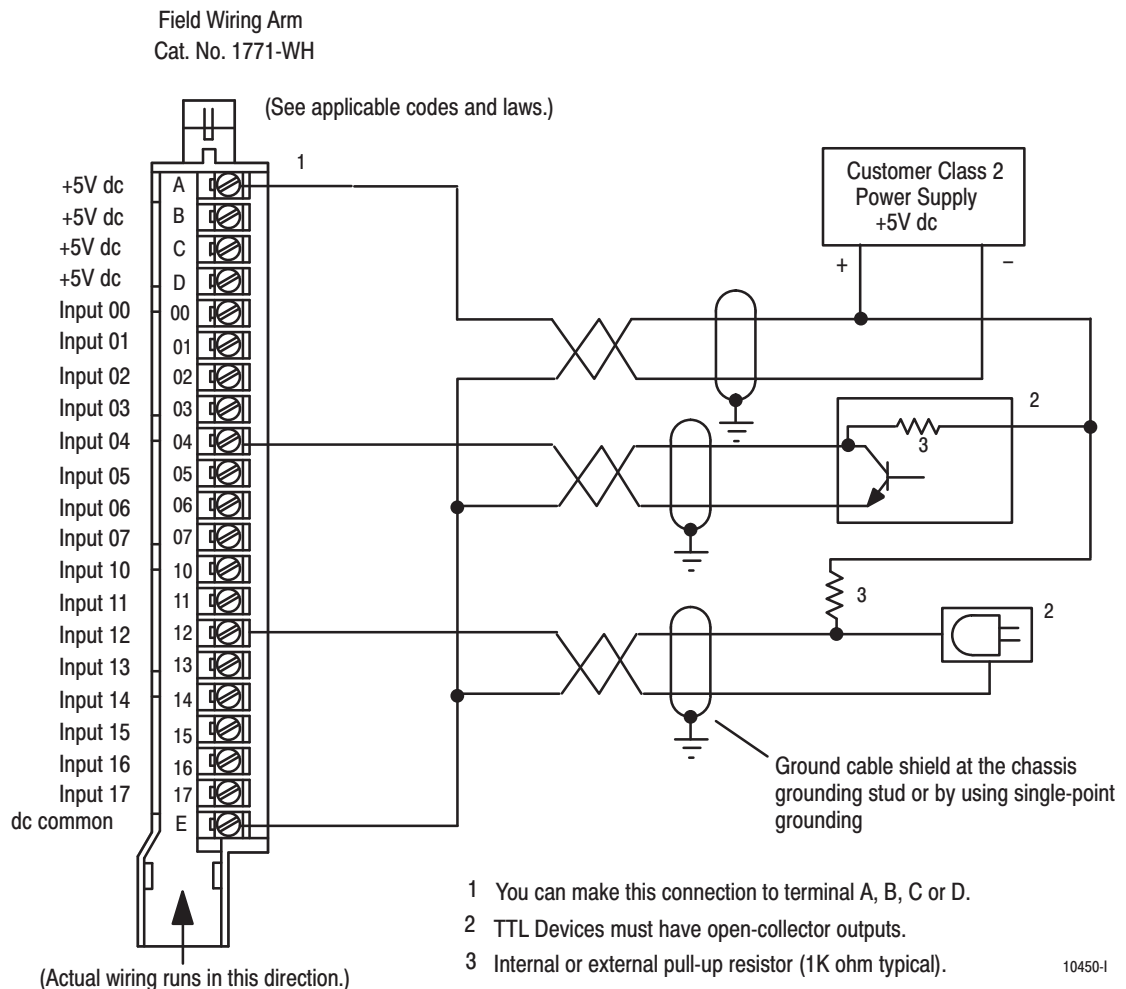 Field Wiring Arm
Cat. No. 1771-WH
(See applicable codes and laws.)
1
+5V dc A
+5V dc B
+5V dc C
+5V dc D
Input 00 00
Input 01 01
Input 02 02
Input 03 03
Input 04 04
Input 05 05
Input 06 06
Input 07 07
Input 10 10
Input 11 11
Input 12 12
Input 13 13
Input 14 14
Input 15 15
Input 16 16
Input 17 17
dc common E
(Actual wiring runs in this direction.)
Customer Class 2
Power Supply
+5V dc
+ –
2
3
3
2
Ground cable shield at the chassis
grounding stud or by using single-point
grounding
1 You can make this connection to terminal A, B, C or D.
2 TTL Devices must have open-collector outputs.
3 Internal or external pull-up resistor (1K ohm typical).
10450-I